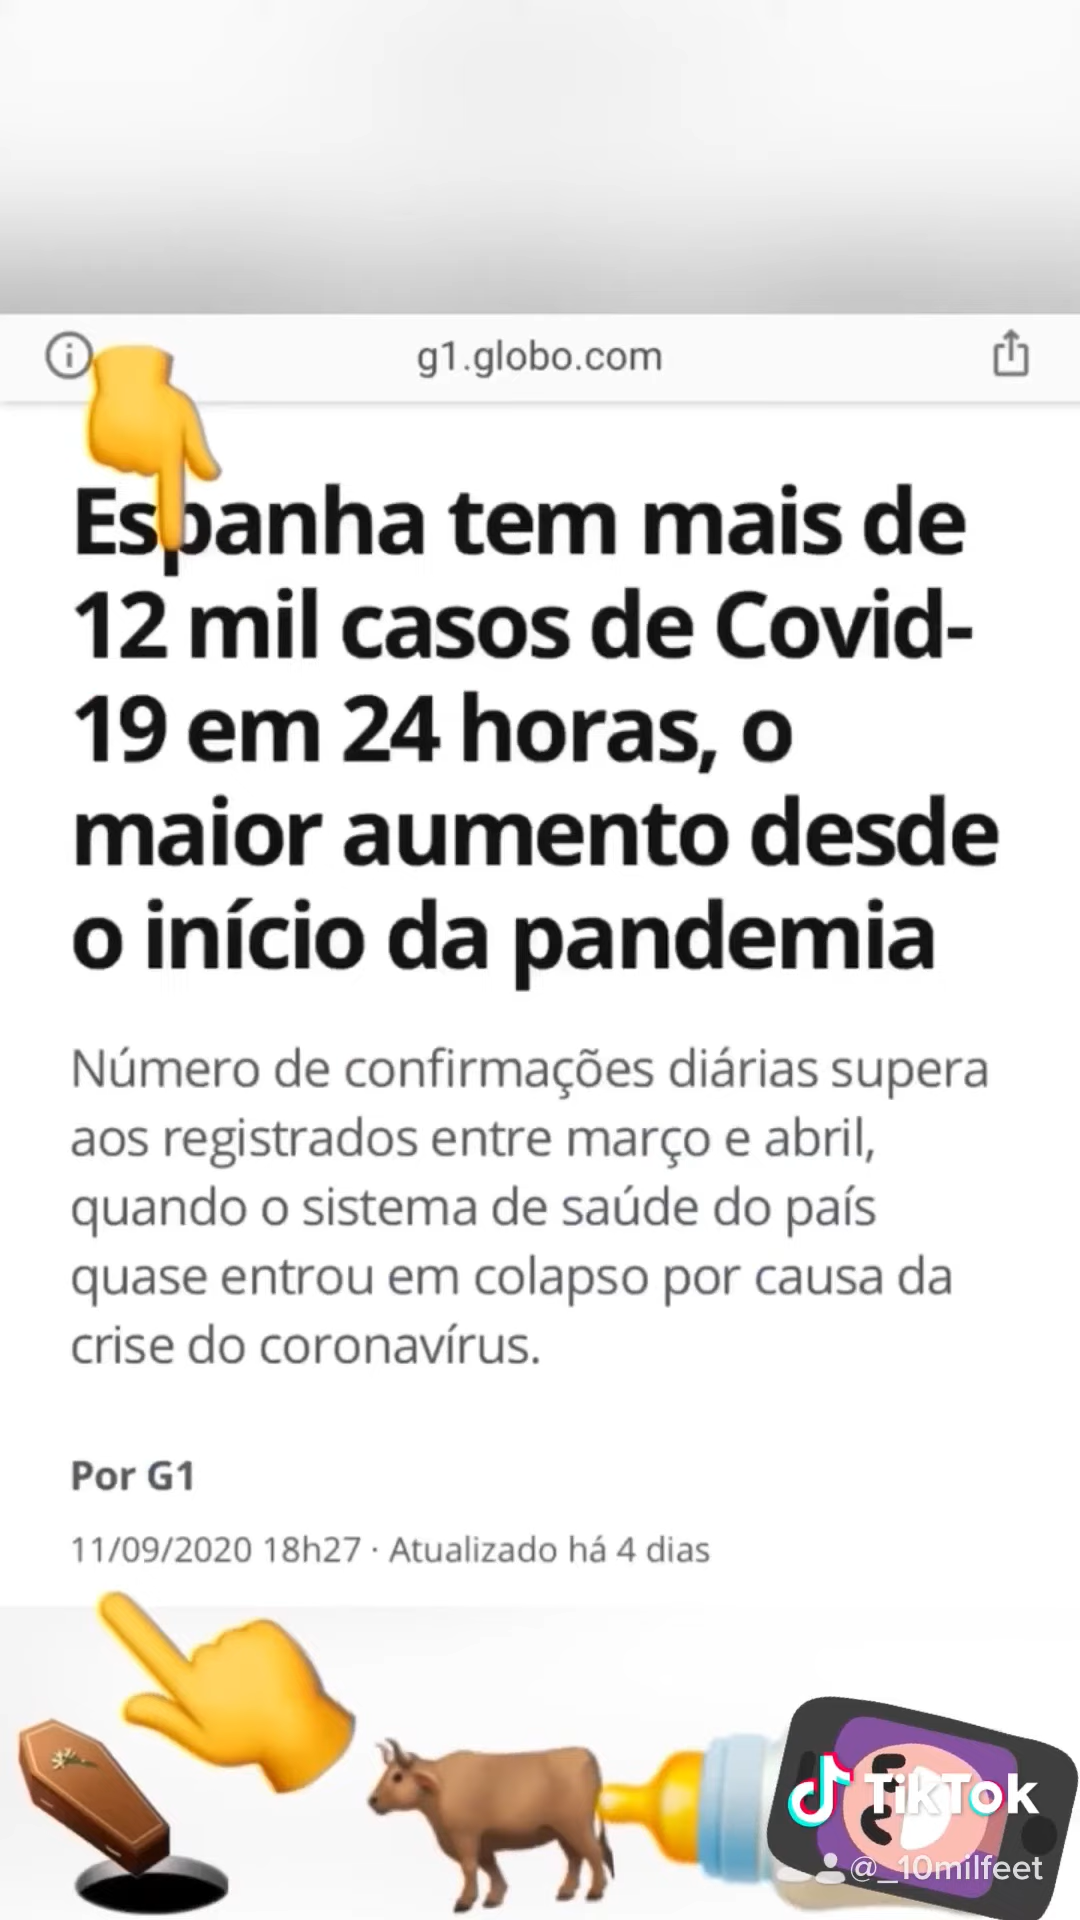 g1.globo.com
Espanha tem mais de
12 mil casos de Covid-
19 em 24 horas, o
maior aumento desde
o início da pandemia
Número de confirmações diárias supera
aos registrados entre março e abril,
quando o sistema de saúde do país
quase entrou em colapso por causa da
crise do coronavírus.
Por G1
11/09/2020 18h27 · Atualizado há 4 dias
TikTok
@_10milfeet